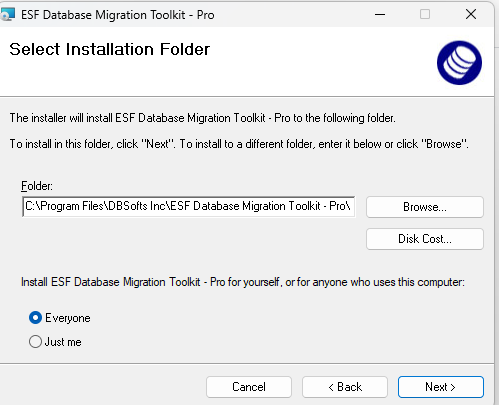 ESF Database Migration Toolkit - Pro
Select Installation Folder
The installer will install ESF Database Migration Toolkit - Pro to the following folder.
To install in this folder, click "Next". To install to a different folder, enter it below or click "Browse".
Folder:
C:\Program Files\DBSofts Inc\ESF Database Migration Toolkit - Pro\
Browse...
Disk Cost...
Install ESF Database Migration Toolkit - Pro for yourself, or for anyone who uses this computer:
Everyone
Just me
Cancel
< Back
Next >